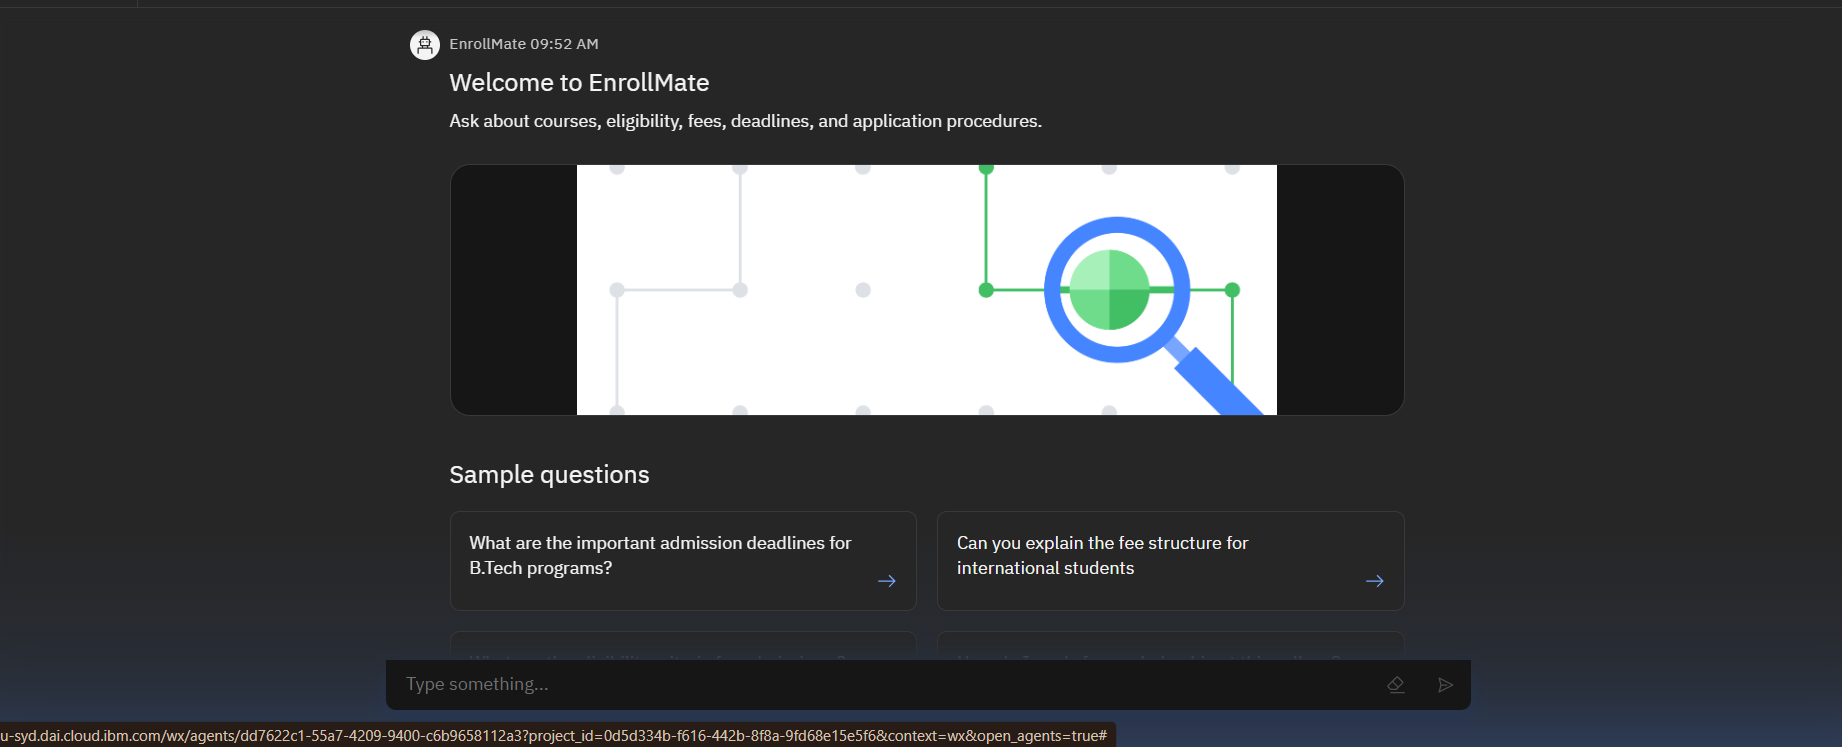 EnrollMate 09:52 AM
Welcome to EnrollMate
Ask about courses, eligibility, fees, deadlines, and application procedures.
Sample questions
What are the important admission deadlines for
B.Tech programs?
Can you explain the fee structure for
international students
Type something...
u-syd.dai.cloud.ibm.com/wx/agents/dd7622c1-55a7-4209-9400-c6b9658112a3?project_id=0d5d334b-f616-442b-8f8a-9fd68e15e5f6&context=wx&open_agents=true#